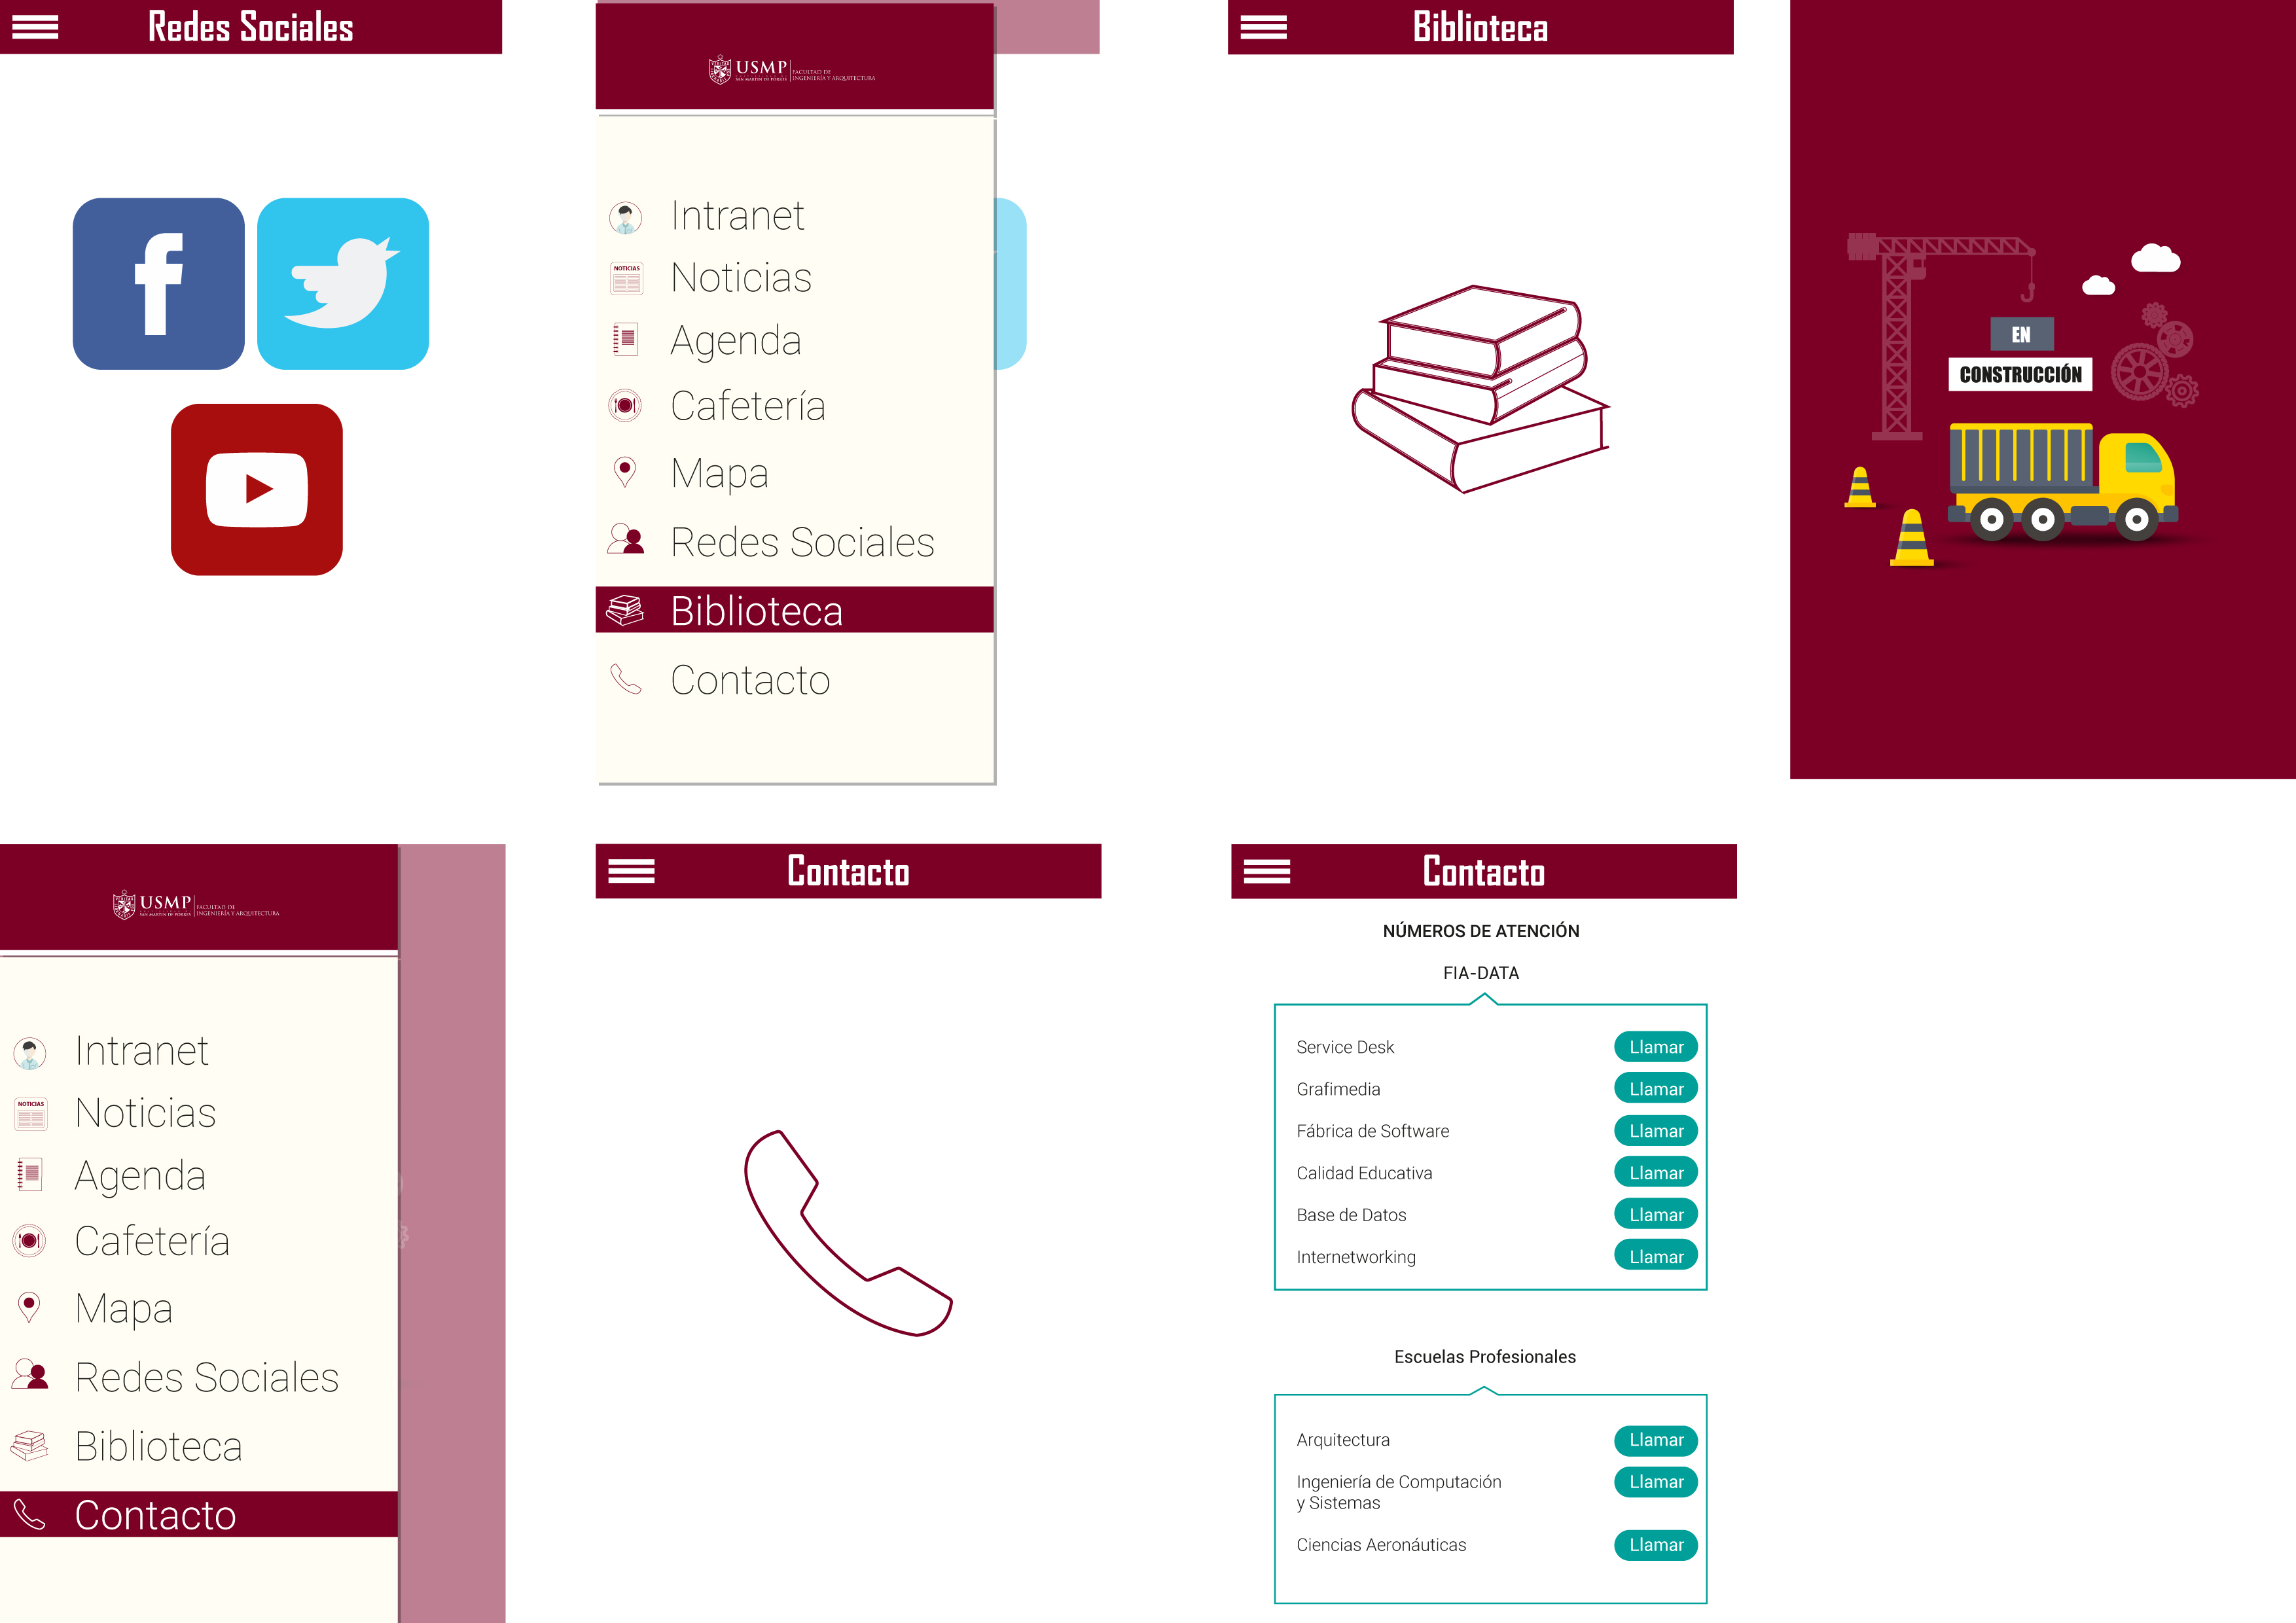 Redes Sociales
USMP
SAN MARTIN DE PORRES
FACULTAD DE
INGENIERÍA Y ARQUITECTURA
Intranet
NOTICIAS
Noticias
Agenda
Cafetería
Mapa
Redes Sociales
Biblioteca
Contacto
Biblioteca
EN
CONSTRUCCIÓN
USMP
SAN MARTIN DE PORRES
FACULTAD DE
INGENIERÍA Y ARQUITECTURA
Intranet
NOTICIAS
Noticias
Agenda
Cafetería
Mapa
Redes Sociales
Biblioteca
Contacto
Contacto
Contacto
NÚMEROS DE ATENCIÓN
FIA-DATA
Service Desk Llamar
Grafimedia Llamar
Fábrica de Software Llamar
Calidad Educativa Llamar
Base de Datos Llamar
Internetworking Llamar
Escuelas Profesionales
Arquitectura Llamar
Ingeniería de Computación Llamar
y Sistemas
Ciencias Aeronáuticas Llamar